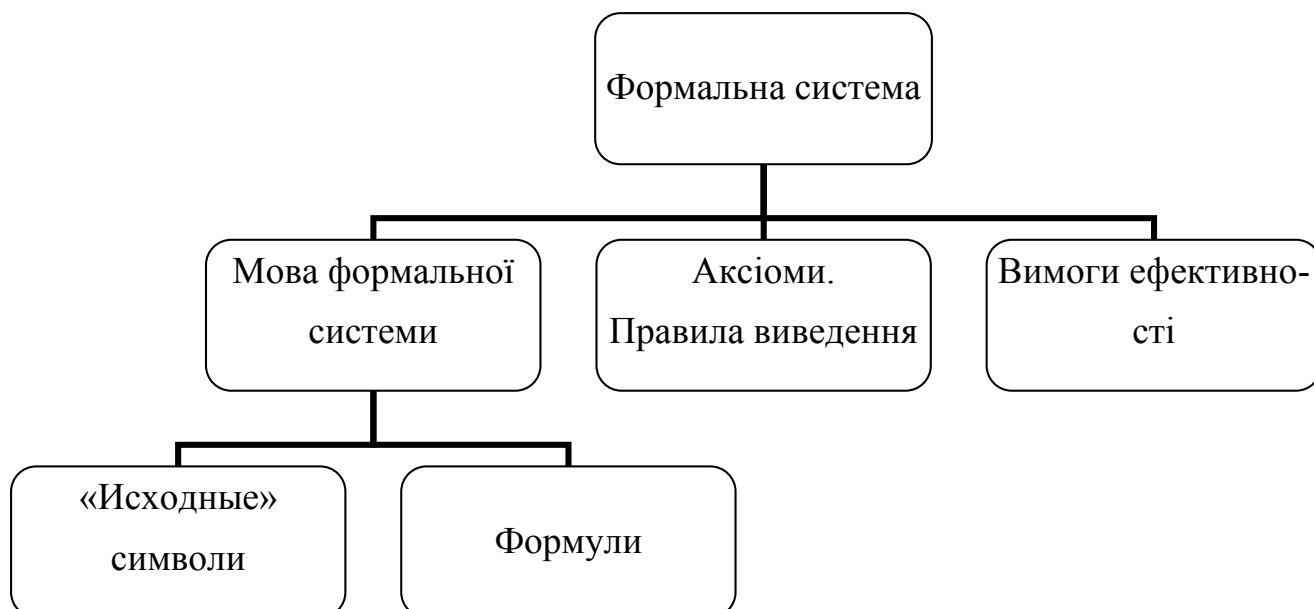 Формальна система
Мова формальної
системи
Аксіоми.
Правила виведення
Вимоги ефективно-
сті
«Исходные»
символи
Формули